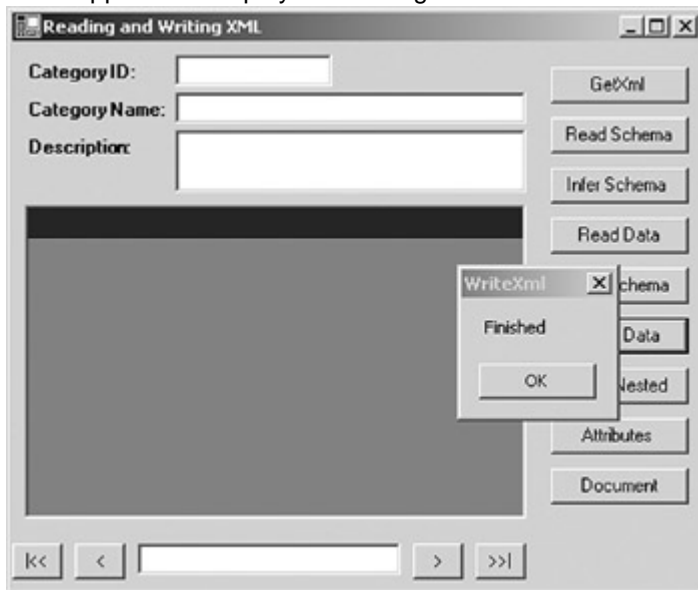 Reading and Writing XML
Category ID:
Category Name:
Description:
GetXml
Read Schema
Infer Schema
Read Data
chema
Data
Nested
Attributes
Document
WriteXml
Finished
OK
|<<
<
>
>>|